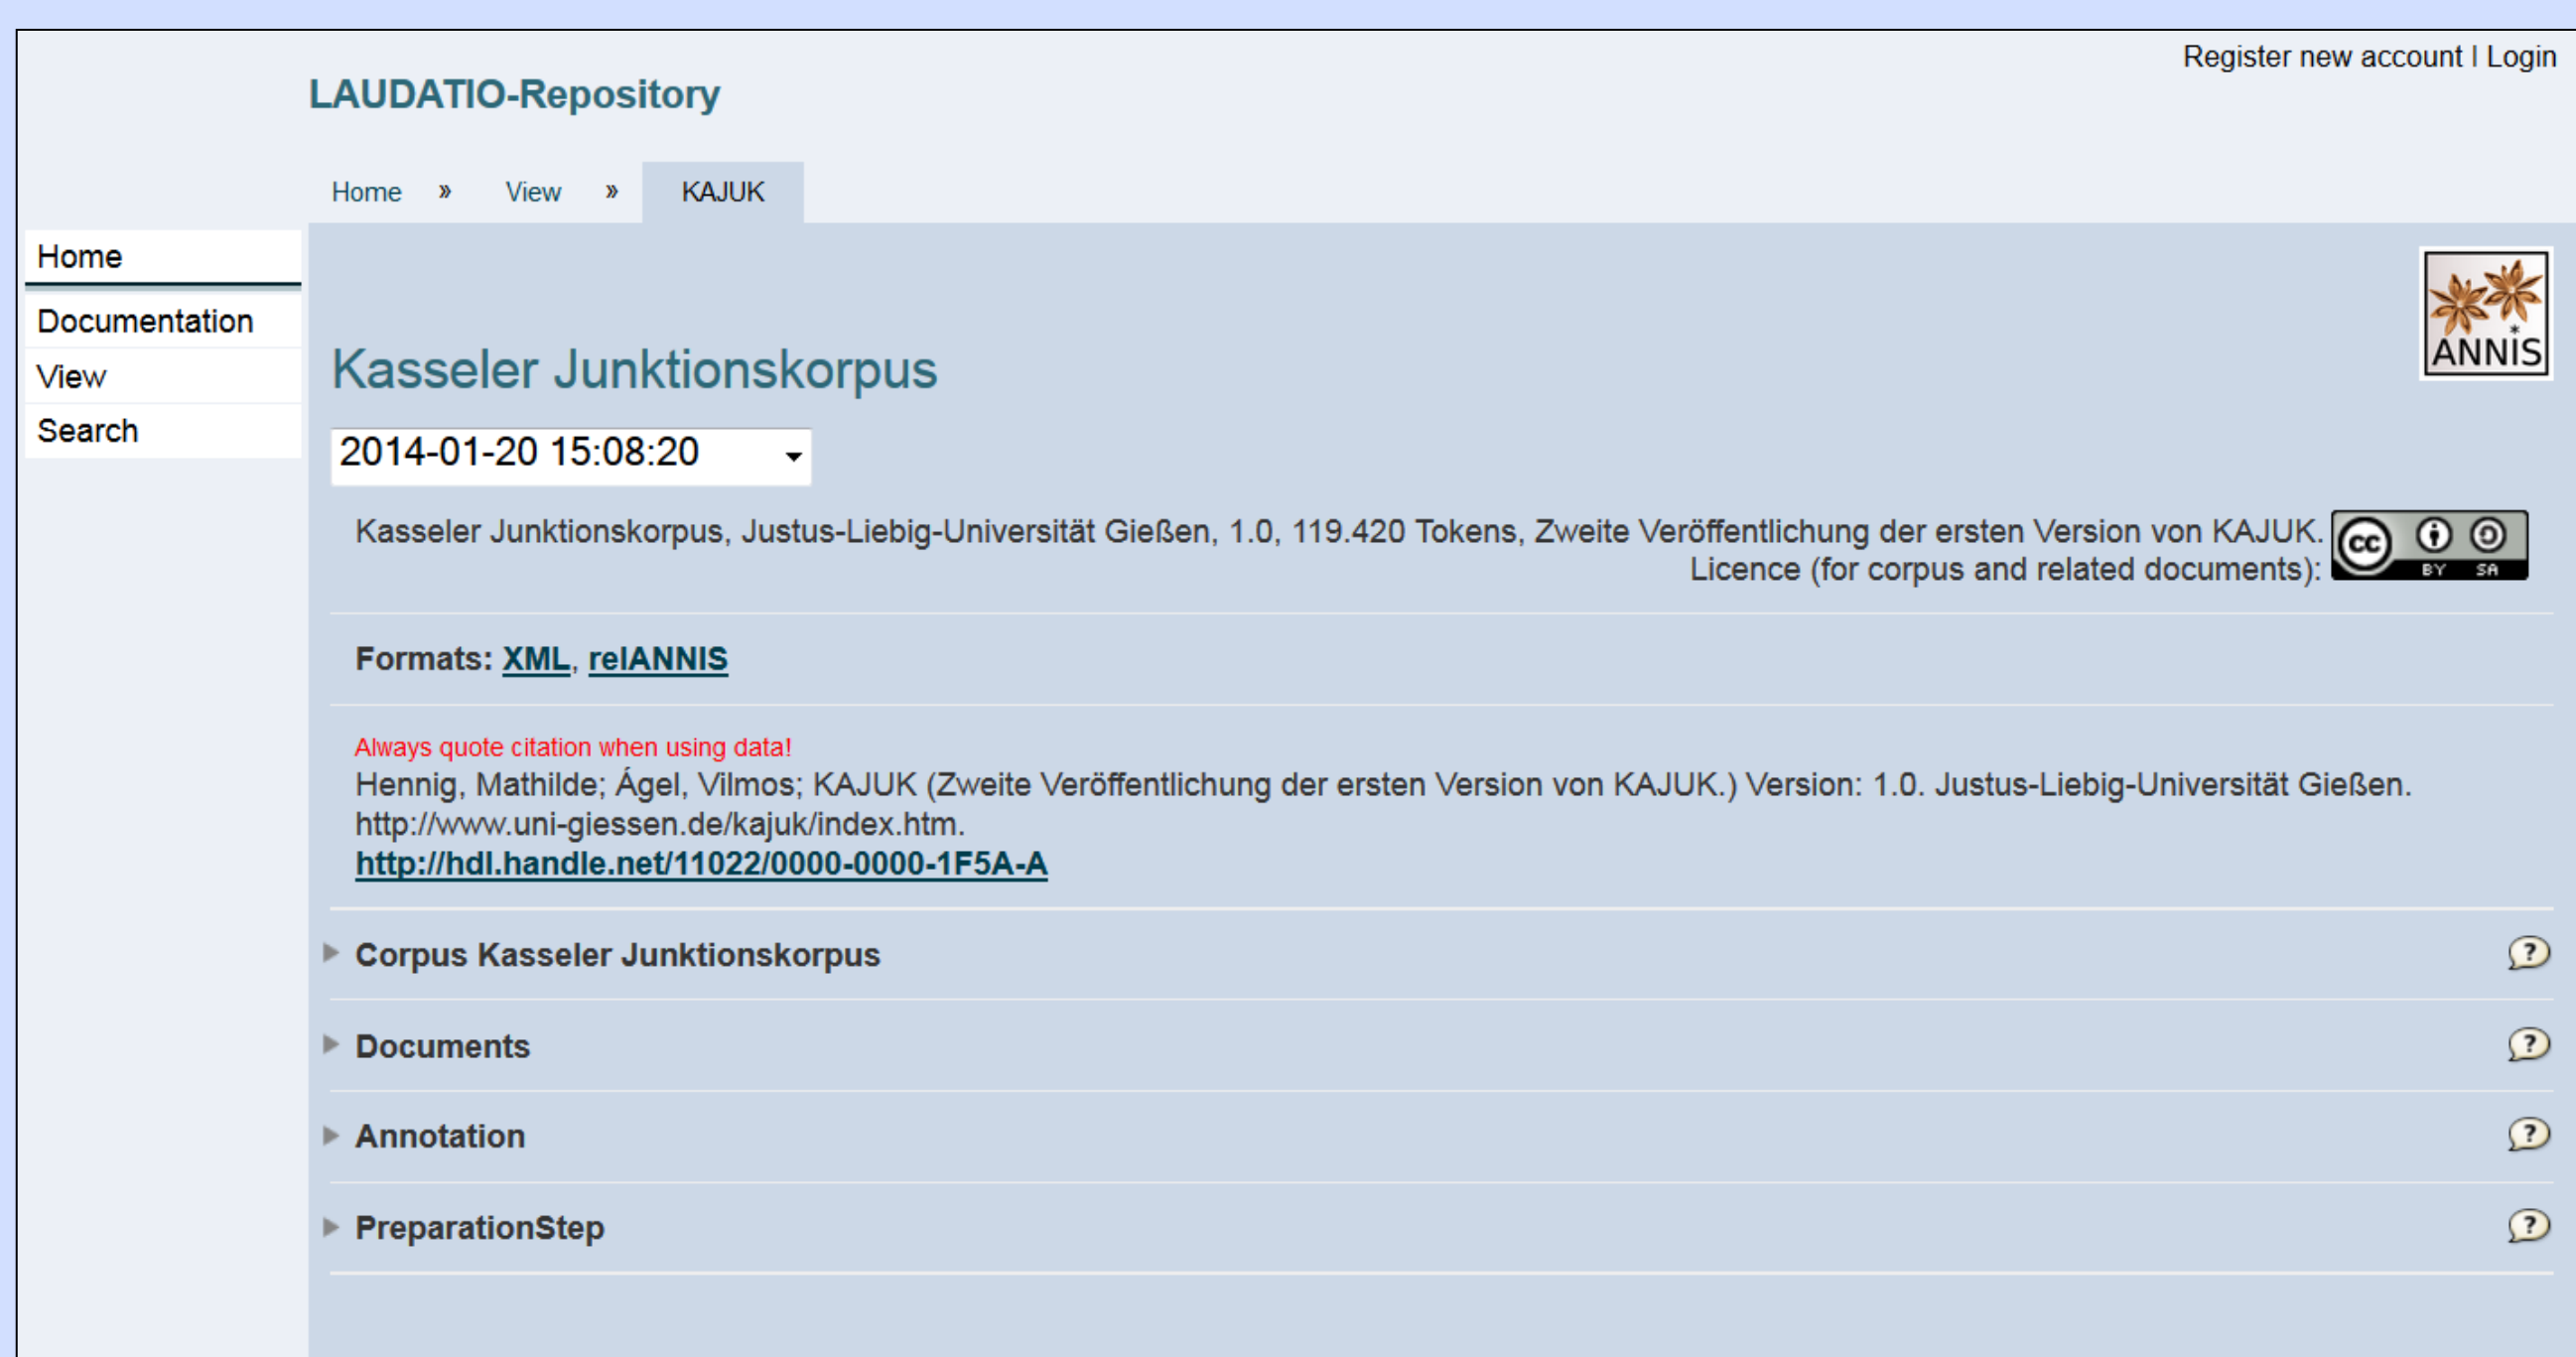 Register new account | Login
LAUDATIO-Repository
Home » View » KAJUK
Home
Documentation
View
Search
ANNIS
Kasseler Junktionskorpus
2014-01-20 15:08:20
Kasseler Junktionskorpus, Justus-Liebig-Universität Gießen, 1.0, 119.420 Tokens, Zweite Veröffentlichung der ersten Version von KAJUK.
Licence (for corpus and related documents):
cc BY SA
Formats: XML, relANNIS
Always quote citation when using data!
Hennig, Mathilde; Ágel, Vilmos; KAJUK (Zweite Veröffentlichung der ersten Version von KAJUK.) Version: 1.0. Justus-Liebig-Universität Gießen.
http://www.uni-giessen.de/kajuk/index.htm.
http://hdl.handle.net/11022/0000-0000-1F5A-A
Corpus Kasseler Junktionskorpus ?
Documents ?
Annotation ?
PreparationStep ?